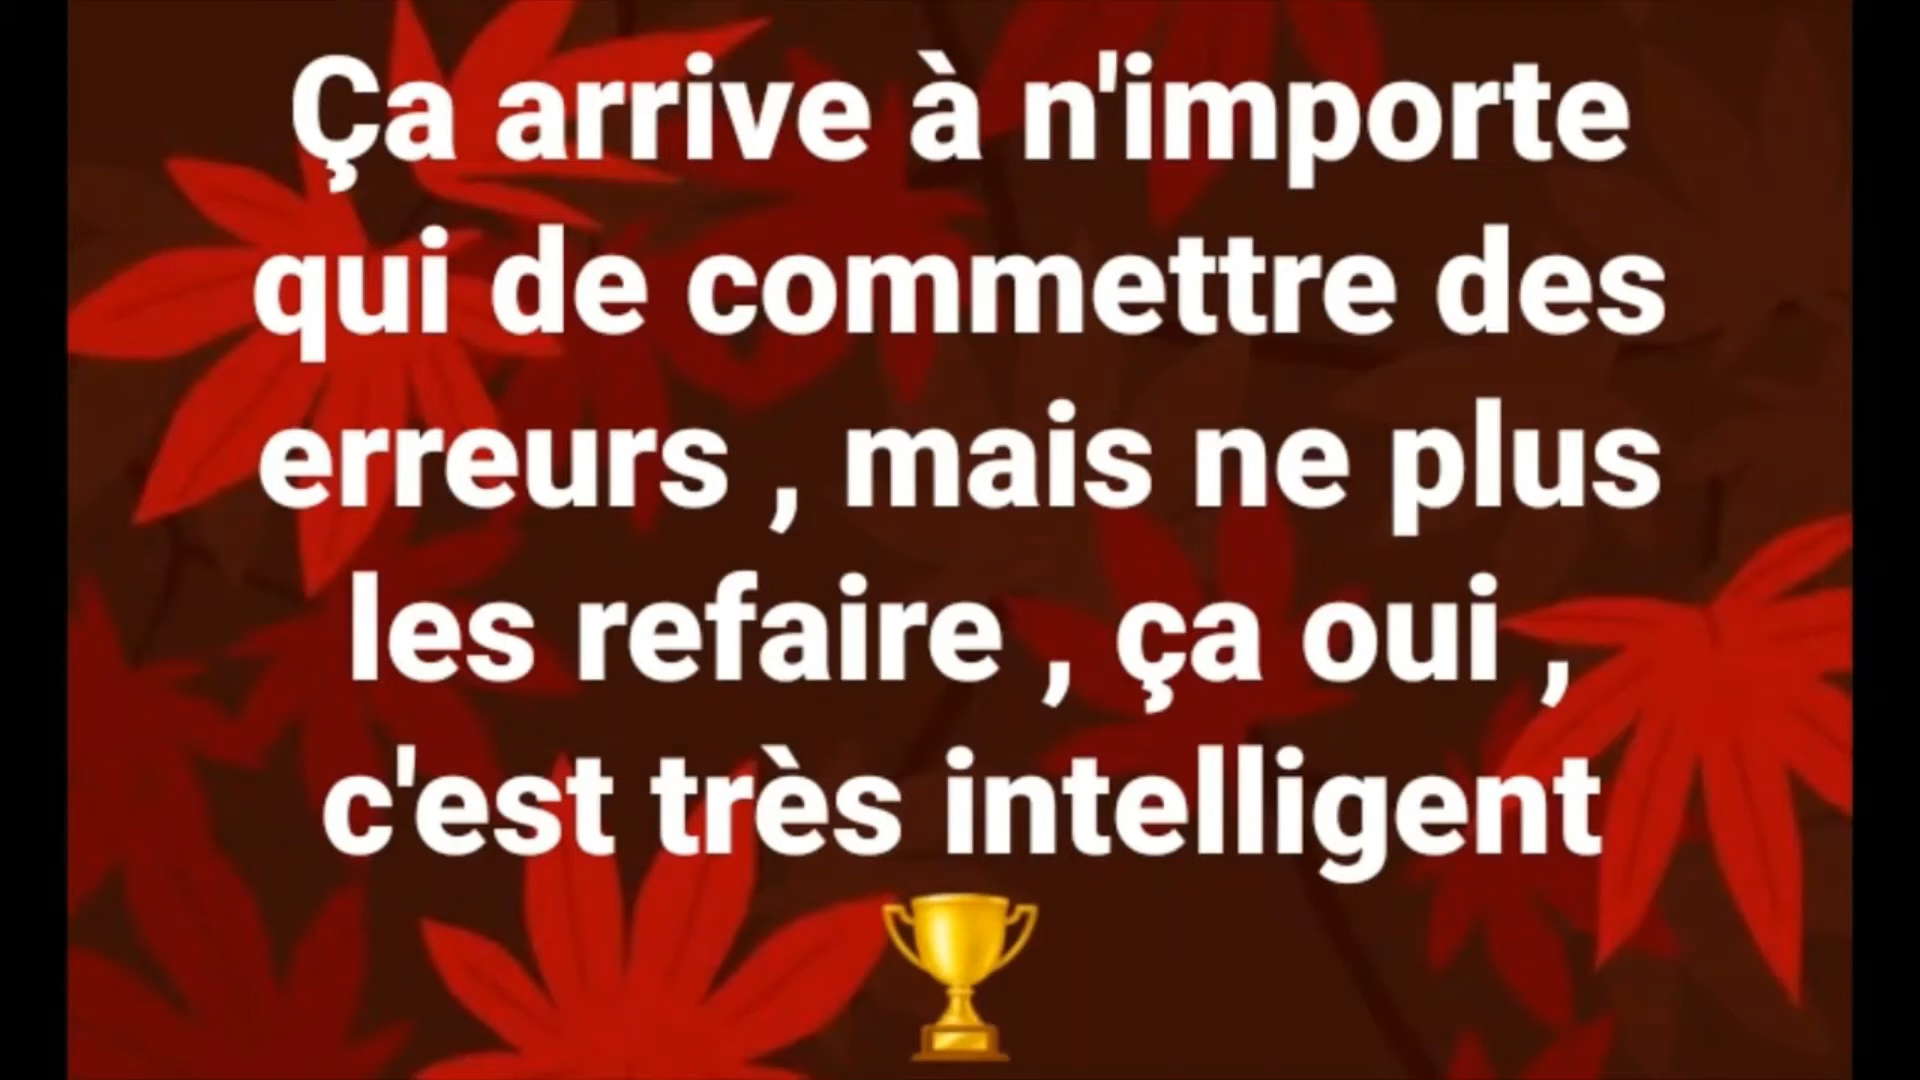 Ça arrive à n'importe
qui de commettre des
erreurs , mais ne plus
les refaire , ça oui ,
c'est très intelligent